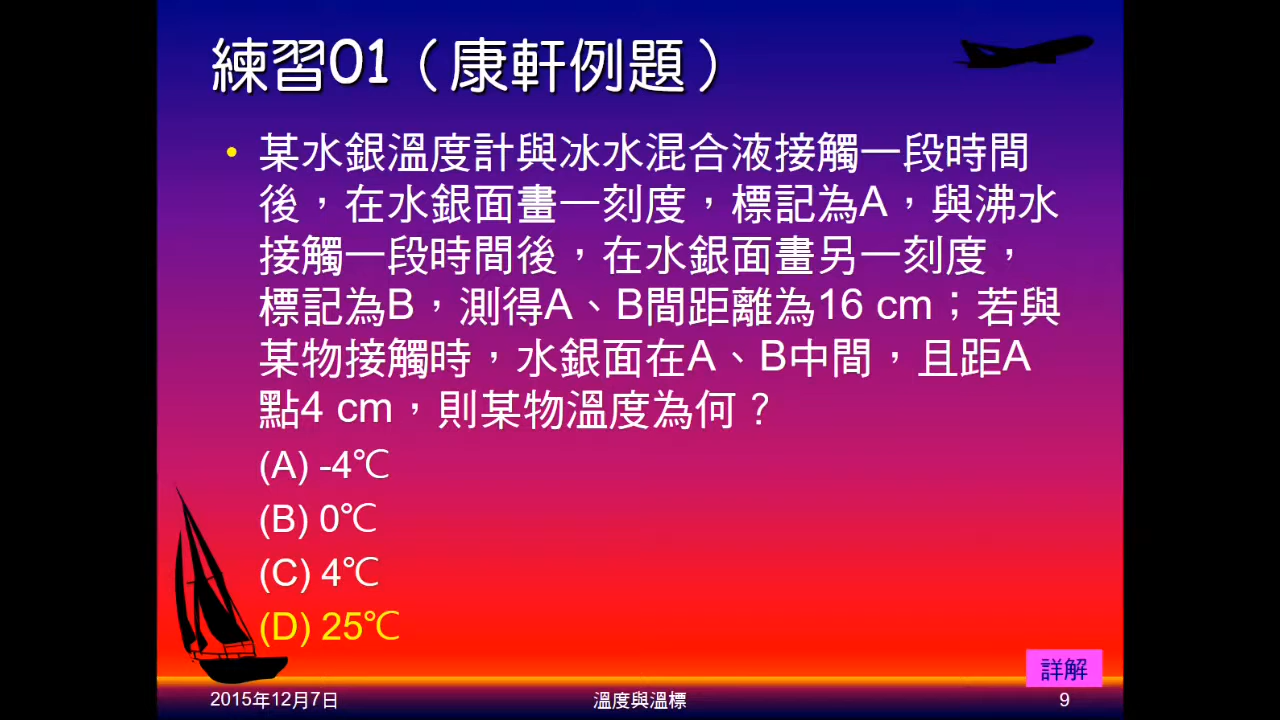 練習01（康軒例題）
• 某水銀溫度計與冰水混合液接觸一段時間
後，在水銀面畫一刻度，標記為A，與沸水
接觸一段時間後，在水銀面畫另一刻度，
標記為B，測得A、B間距離為16 cm；若與
某物接觸時，水銀面在A、B中間，且距A
點4 cm，則某物溫度為何？
(A) -4℃
(B) 0℃
(C) 4℃
(D) 25℃
詳解
2015年12月7日 溫度與溫標 9